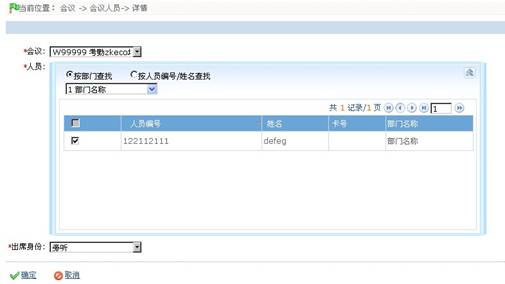 当前位置: 会议 -> 会议人员-> 详情
*会议: W99999 考勤zkeco
*人员:
按部门查找 按人员编号/姓名查找
1 部门名称
共 1 记录/1 页 1
人员编号 姓名 卡号 部门名称
122112111 defeg 部门名称
*出席身份: 旁听
确定 取消